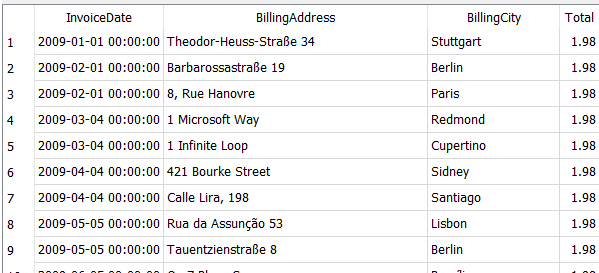 InvoiceDate BillingAddress BillingCity Total
1 2009-01-01 00:00:00 Theodor-Heuss-Straße 34 Stuttgart 1.98
2 2009-02-01 00:00:00 Barbarossastraße 19 Berlin 1.98
3 2009-02-01 00:00:00 8, Rue Hanovre Paris 1.98
4 2009-03-04 00:00:00 1 Microsoft Way Redmond 1.98
5 2009-03-04 00:00:00 1 Infinite Loop Cupertino 1.98
6 2009-04-04 00:00:00 421 Bourke Street Sidney 1.98
7 2009-04-04 00:00:00 Calle Lira, 198 Santiago 1.98
8 2009-05-05 00:00:00 Rua da Assunção 53 Lisbon 1.98
9 2009-05-05 00:00:00 Tauentzienstraße 8 Berlin 1.98